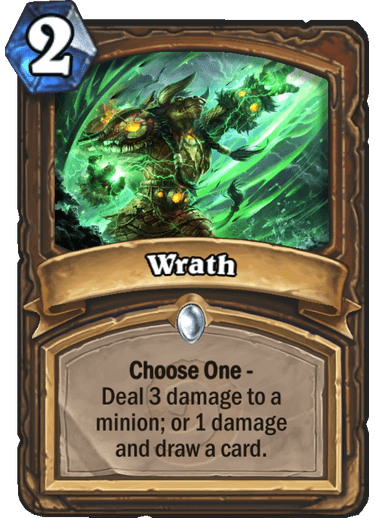 2
Wrath
Choose One -
Deal 3 damage to a
minion; or 1 damage
and draw a card.